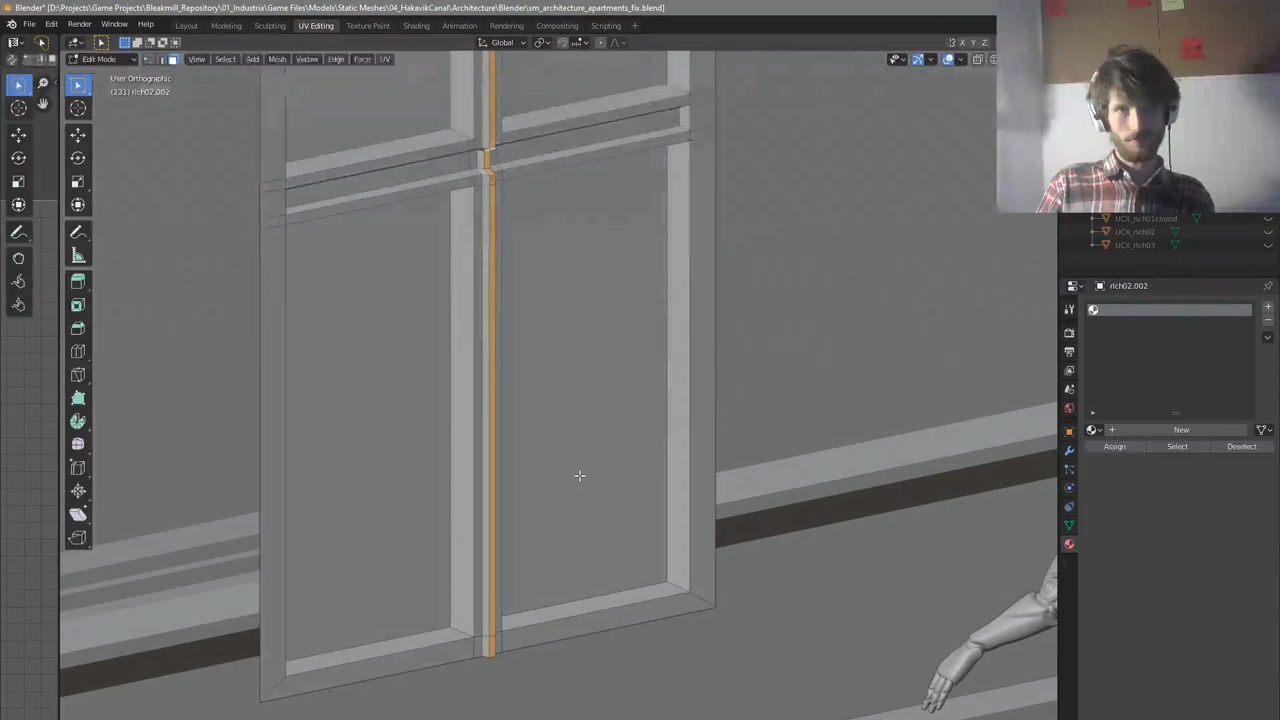 Blender* [D:\Projects\Game Projects\Bleakmill_Repository\01_Industria\Game Files\Models\Static Meshes\04_HakavikCanal\Architecture\Blender\sm_architecture_apartments_fix.blend]
File Edit Render Window Help Layout Modeling Sculpting UV Editing Texture Paint Shading Animation Rendering Compositing Scripting +
Global X Y Z
Edit Mode View Select Add Mesh Vertex Edge Face UV
User Orthographic
(231) rich02.002
UCX_rich01closed
UCX_rich02
UCX_rich03
rich02.002
New
Assign Select Deselect